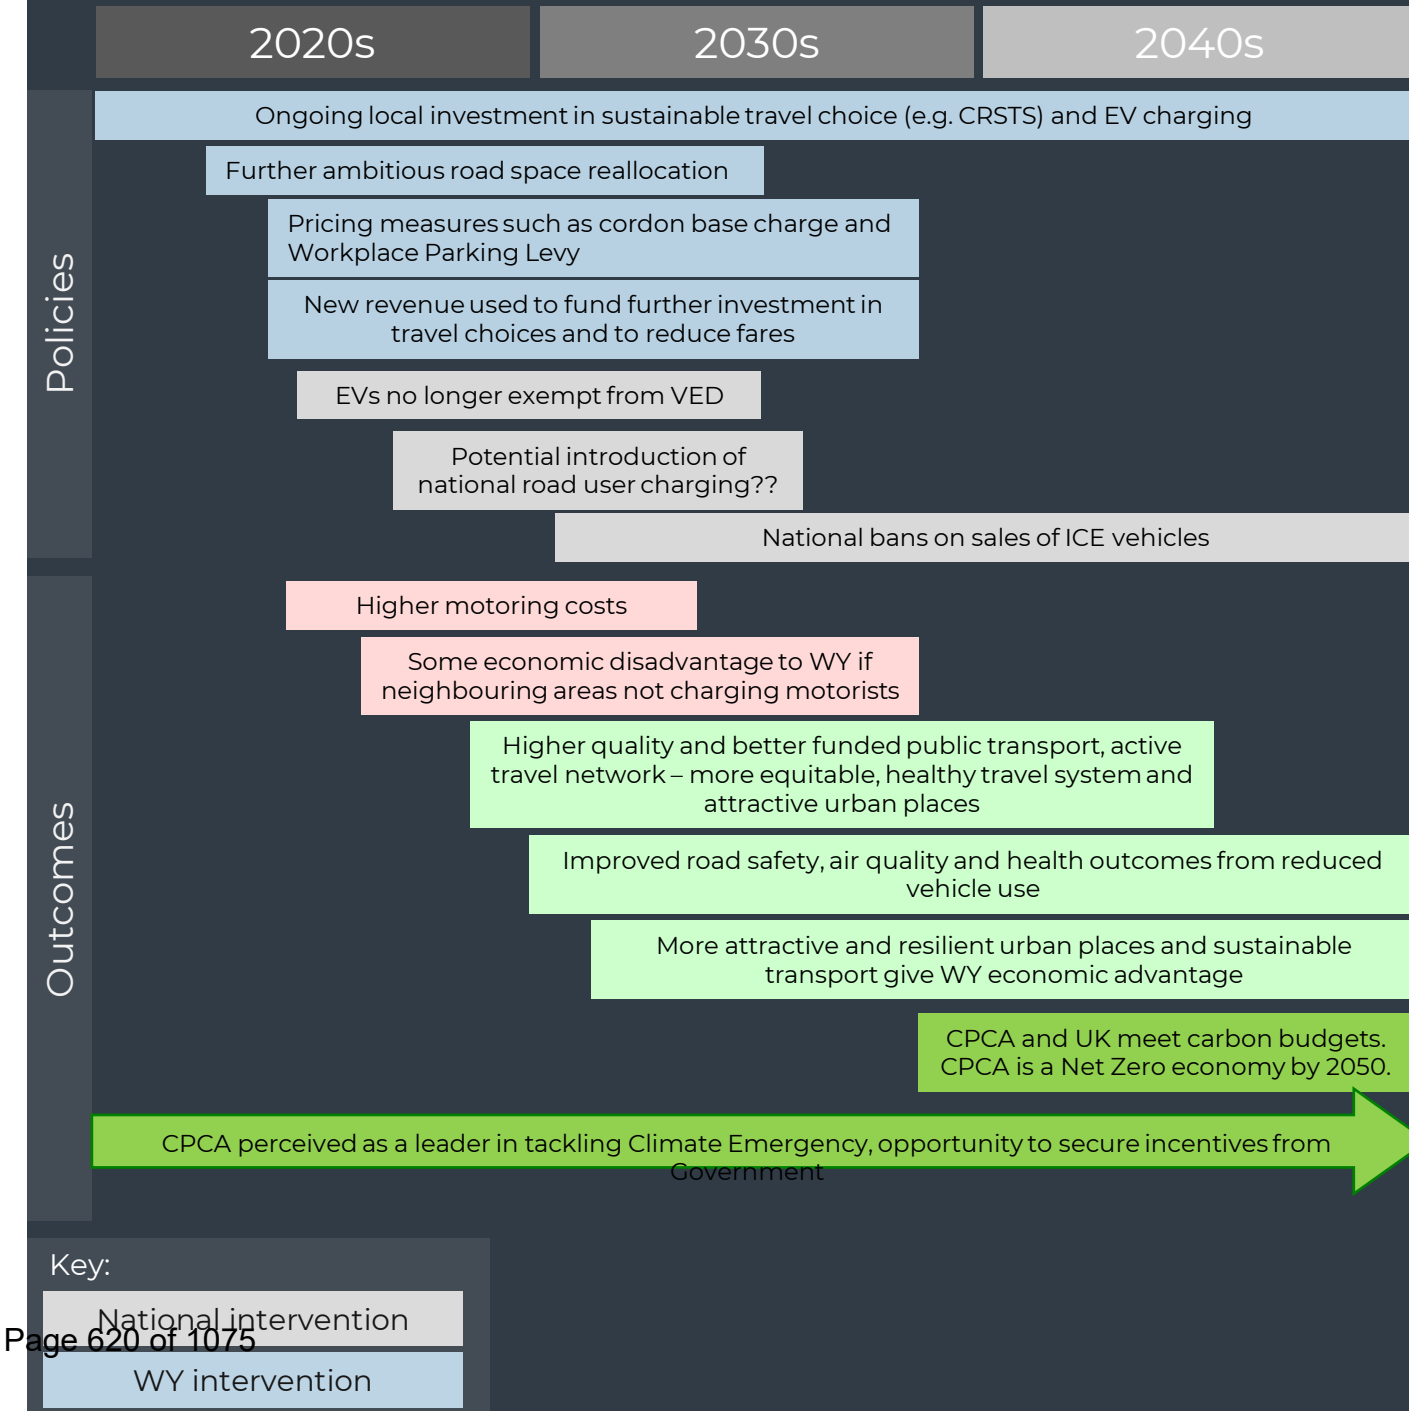 2020s 2030s 2040s
Policies
Ongoing local investment in sustainable travel choice (e.g. CRSTS) and EV charging
Further ambitious road space reallocation
Pricing measures such as cordon base charge and
Workplace Parking Levy
New revenue used to fund further investment in
travel choices and to reduce fares
EVs no longer exempt from VED
Potential introduction of
national road user charging??
National bans on sales of ICE vehicles
Outcomes
Higher motoring costs
Some economic disadvantage to WY if
neighbouring areas not charging motorists
Higher quality and better funded public transport, active
travel network – more equitable, healthy travel system and
attractive urban places
Improved road safety, air quality and health outcomes from reduced
vehicle use
More attractive and resilient urban places and sustainable
transport give WY economic advantage
CPCA and UK meet carbon budgets.
CPCA is a Net Zero economy by 2050.
CPCA perceived as a leader in tackling Climate Emergency, opportunity to secure incentives from
Government
Key:
National intervention
Page 620 of 1075
WY intervention